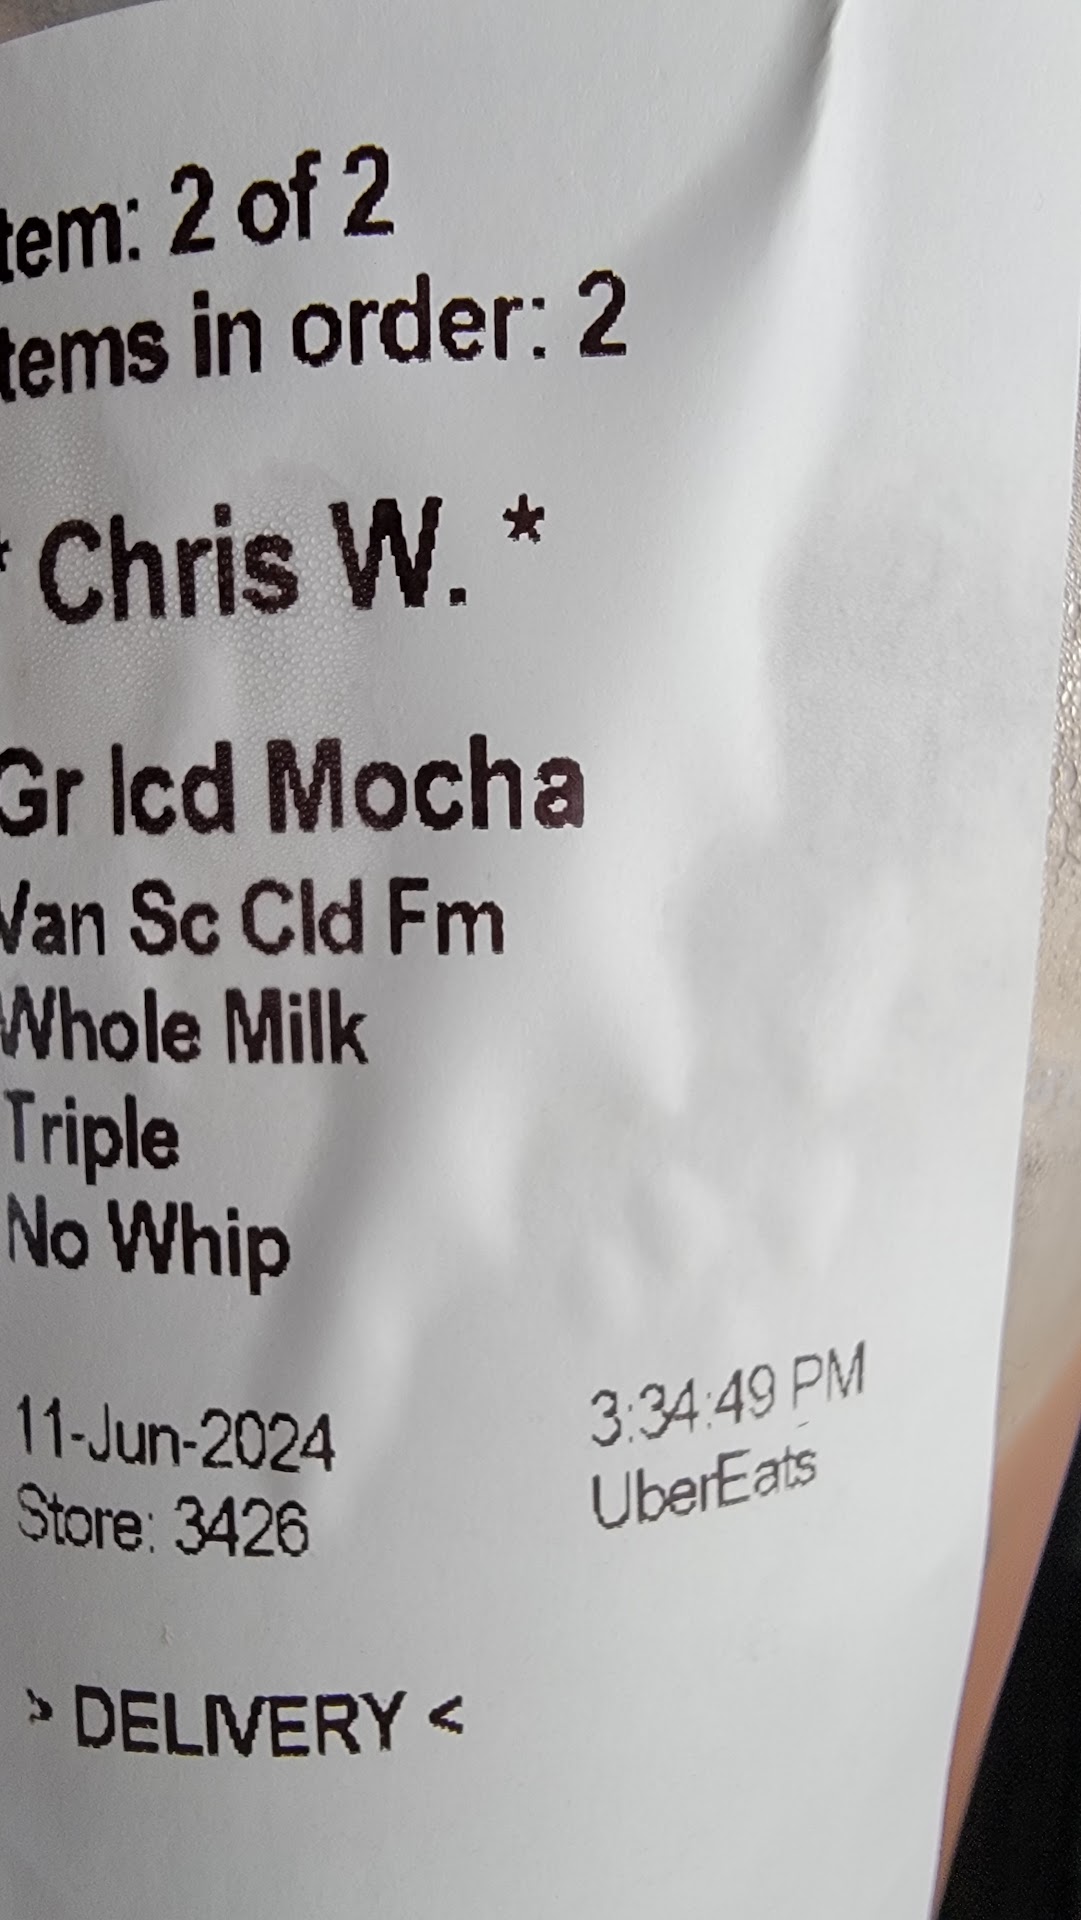 tem: 2 of 2
tems in order: 2
* Chris W. *
Gr Icd Mocha
Van Sc Cld Fm
Whole Milk
Triple
No Whip
11-Jun-2024 3:34:49 PM
Store: 3426 UberEats
> DELIVERY <